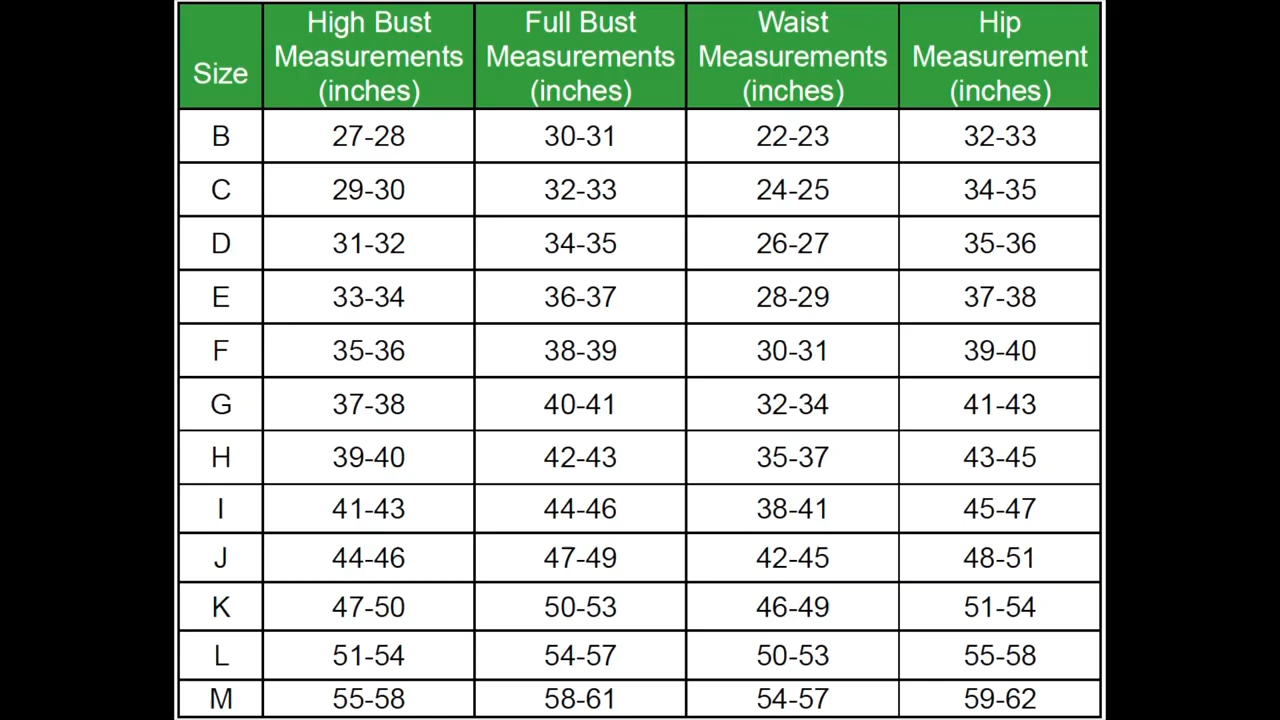 Size High Bust Measurements (inches) Full Bust Measurements (inches) Waist Measurements (inches) Hip Measurement (inches)
B 27-28 30-31 22-23 32-33
C 29-30 32-33 24-25 34-35
D 31-32 34-35 26-27 35-36
E 33-34 36-37 28-29 37-38
F 35-36 38-39 30-31 39-40
G 37-38 40-41 32-34 41-43
H 39-40 42-43 35-37 43-45
I 41-43 44-46 38-41 45-47
J 44-46 47-49 42-45 48-51
K 47-50 50-53 46-49 51-54
L 51-54 54-57 50-53 55-58
M 55-58 58-61 54-57 59-62